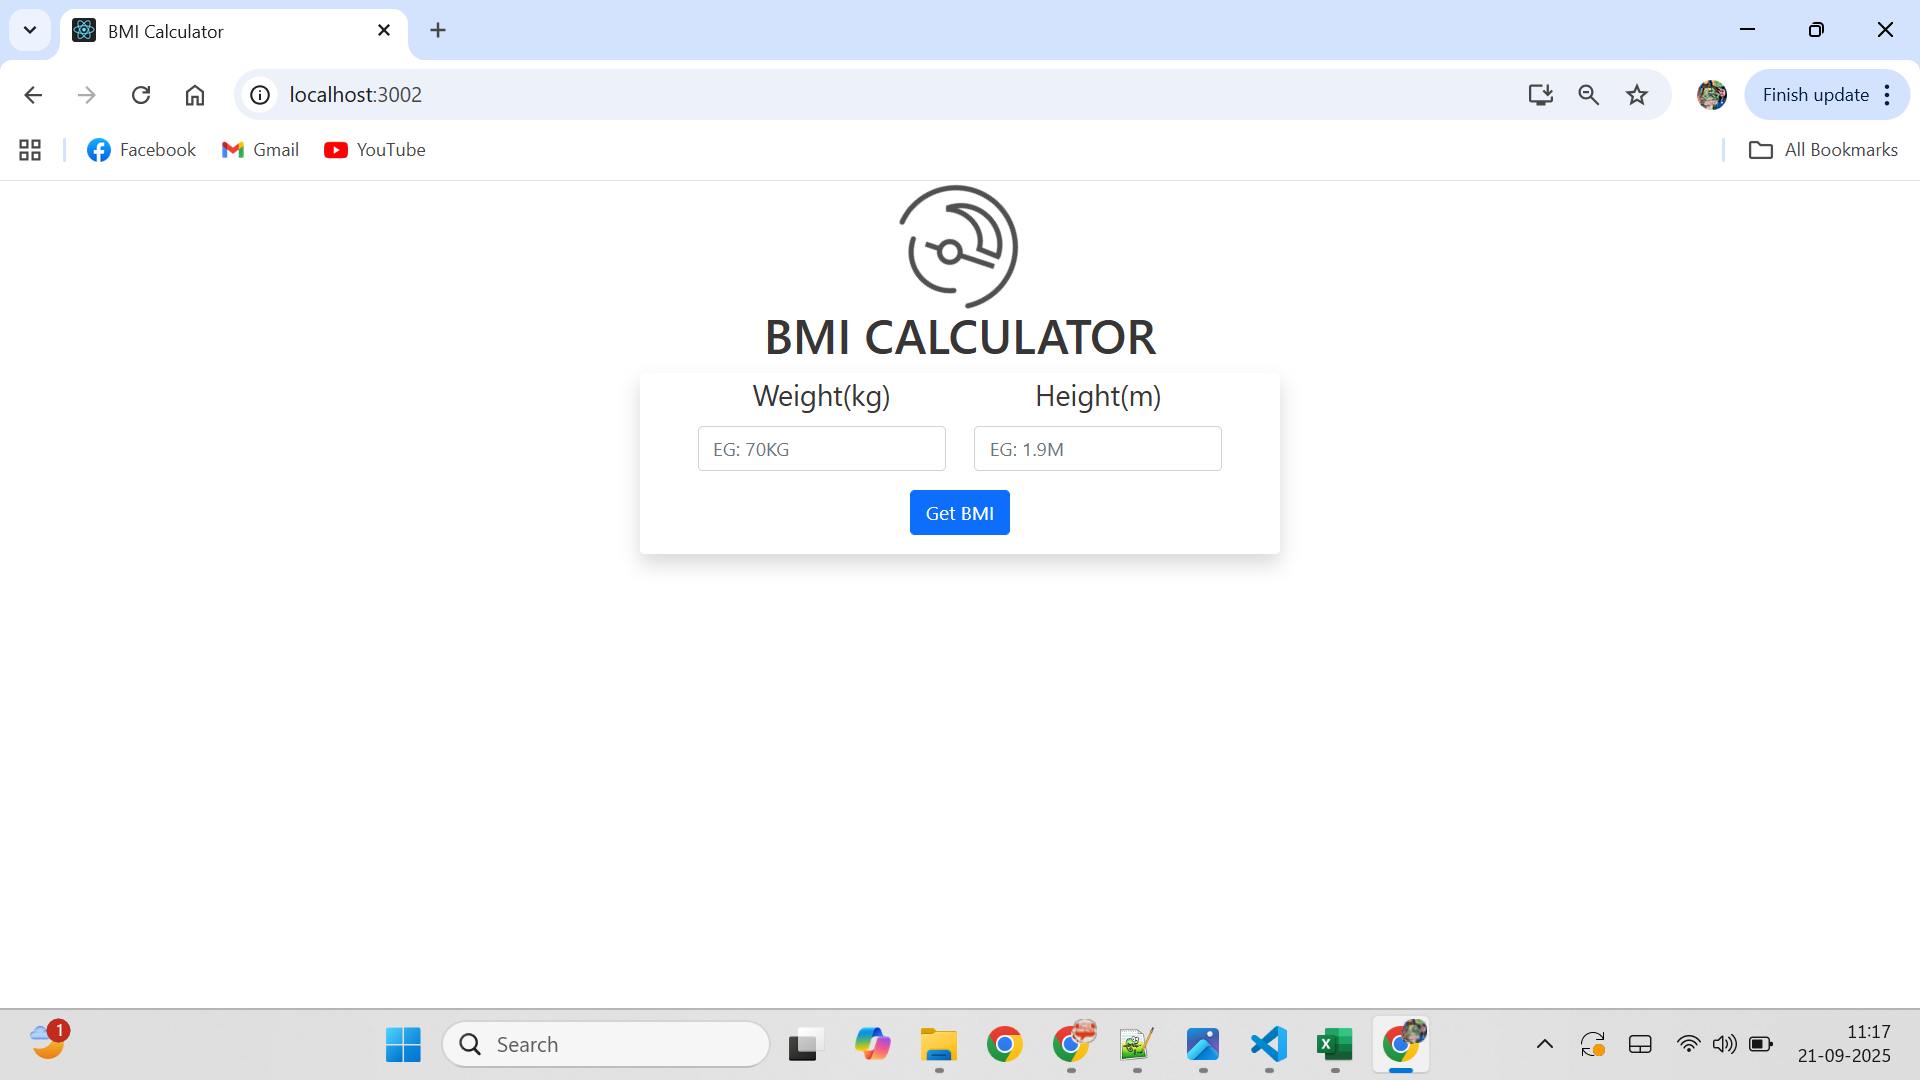 BMI Calculator
localhost:3002
Finish update
Facebook Gmail YouTube All Bookmarks
BMI CALCULATOR
Weight(kg) Height(m)
EG: 70KG EG: 1.9M
Get BMI
1
Search
11:17
21-09-2025